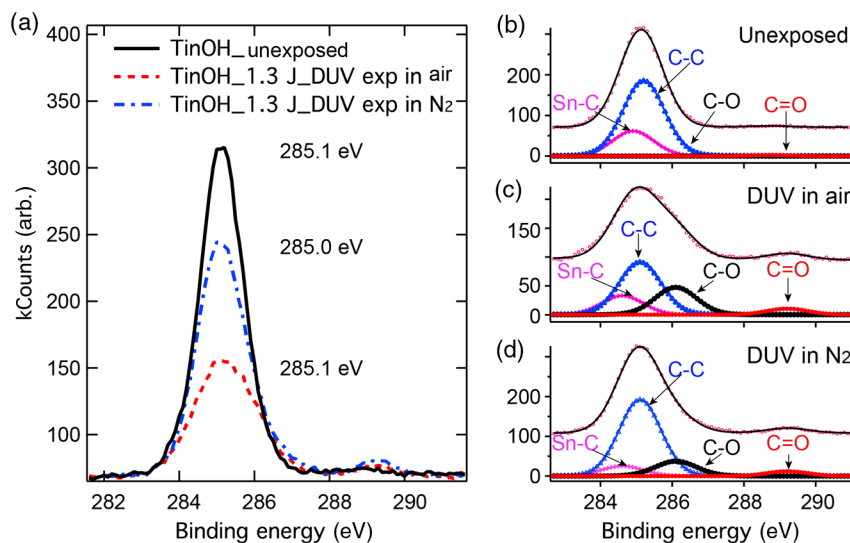 (a)
TinOH_unexposed
TinOH_1.3 J_DUV exp in air
TinOH_1.3 J_DUV exp in N2
400
350
300
250
200
150
100
kCounts (arb.)
285.1 eV
285.0 eV
285.1 eV
282 284 286 288 290
Binding energy (eV)
(b)
Unexposed
C-C
Sn-C
C-O
C=O
300
200
100
0
(c)
DUV in air
C-C
Sn-C
C-O
C=O
150
50
0
(d)
DUV in N2
C-C
Sn-C
C-O
C=O
300
200
100
0
284 286 288 290
Binding energy (eV)